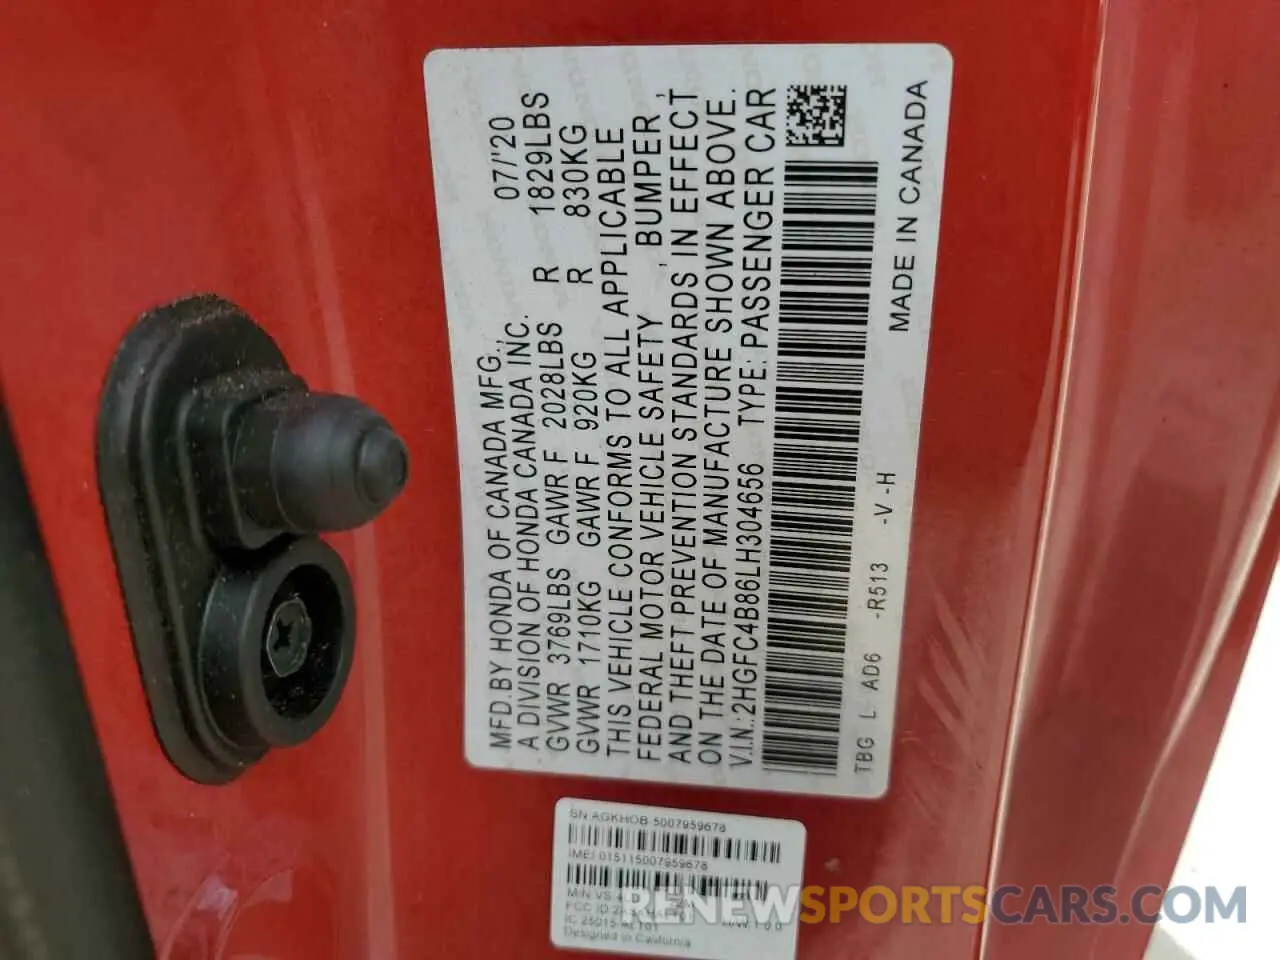 MFD.BY HONDA OF CANADA MFG., 07/'20
A DIVISION OF HONDA CANADA INC.
GVWR 3769LBS GAWR F 2028LBS R 1829LBS
GVWR 1710KG GAWR F 920KG R 830KG
THIS VEHICLE CONFORMS TO ALL APPLICABLE
FEDERAL MOTOR VEHICLE SAFETY , BUMPER ,
AND THEFT PREVENTION STANDARDS IN EFFECT
ON THE DATE OF MANUFACTURE SHOWN ABOVE.
V.I.N.: 2HGFC4B86LH304656 TYPE: PASSENGER CAR
TBG L AD6 -R513 -V -H MADE IN CANADA
SN AGKHOB 5007959678
IMEI 015115007959678
FCC ID
Designed in California
RENEWSPORTSCARS.COM